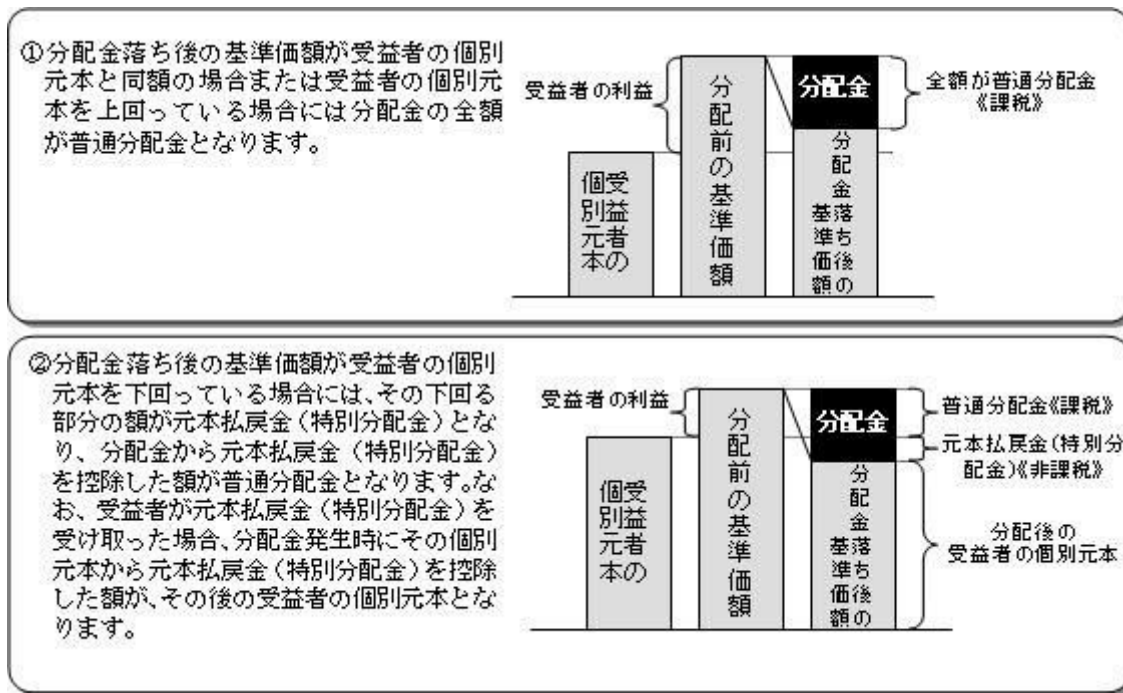 ①分配金落ち後の基準価額が受益者の個別
元本と同額の場合または受益者の個別元
本を上回っている場合には分配金の全額
が普通分配金となります。
受益者の利益
個別元本
受益者の
分配前の基準価額
分配金
基準価額
分配金落ち後の
全額が普通分配金
《課税》
②分配金落ち後の基準価額が受益者の個別
元本を下回っている場合には、その下回る
部分の額が元本払戻金(特別分配金)とな
り、分配金から元本払戻金(特別分配金)
を控除した額が普通分配金となります。な
お、受益者が元本払戻金(特別分配金)を
受け取った場合、分配金発生時にその個別
元本から元本払戻金(特別分配金)を控除
した額が、その後の受益者の個別元本とな
ります。
受益者の利益
受益者の
個別元本
分配前の基準価額
分配金
分配金落ち後の
基準価額
普通分配金《課税》
元本払戻金(特別分
配金)《非課税》
分配後の
受益者の個別元本